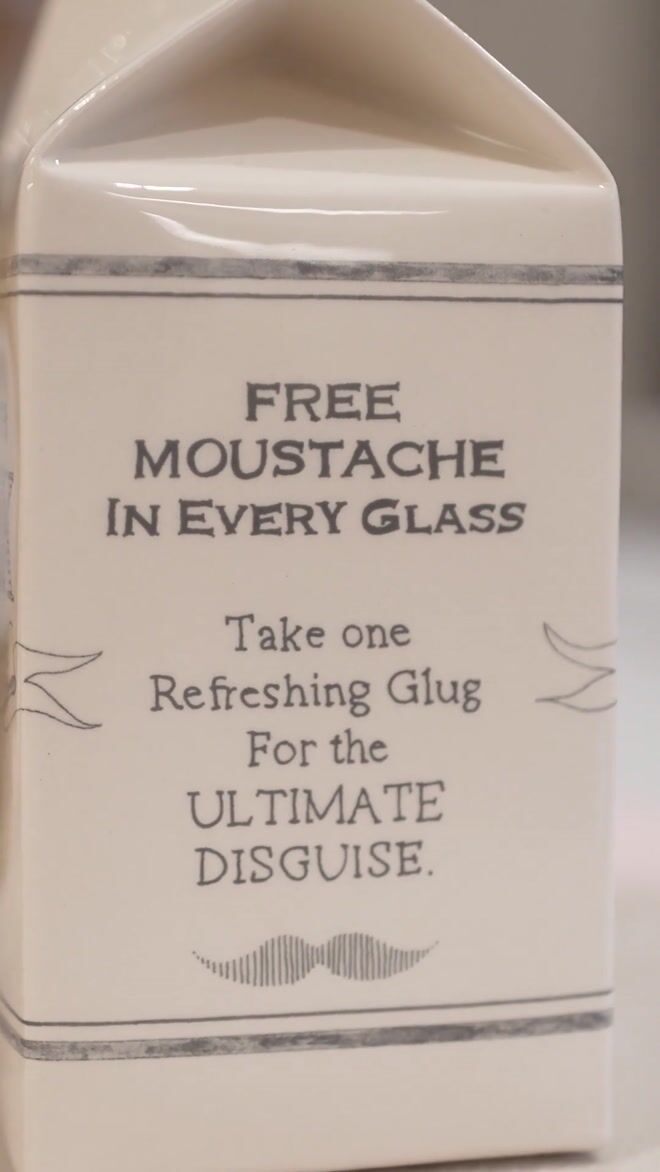 FREE
MOUSTACHE
IN EVERY GLASS
Take one
Refreshing Glug
For the
ULTIMATE
DISGUISE.